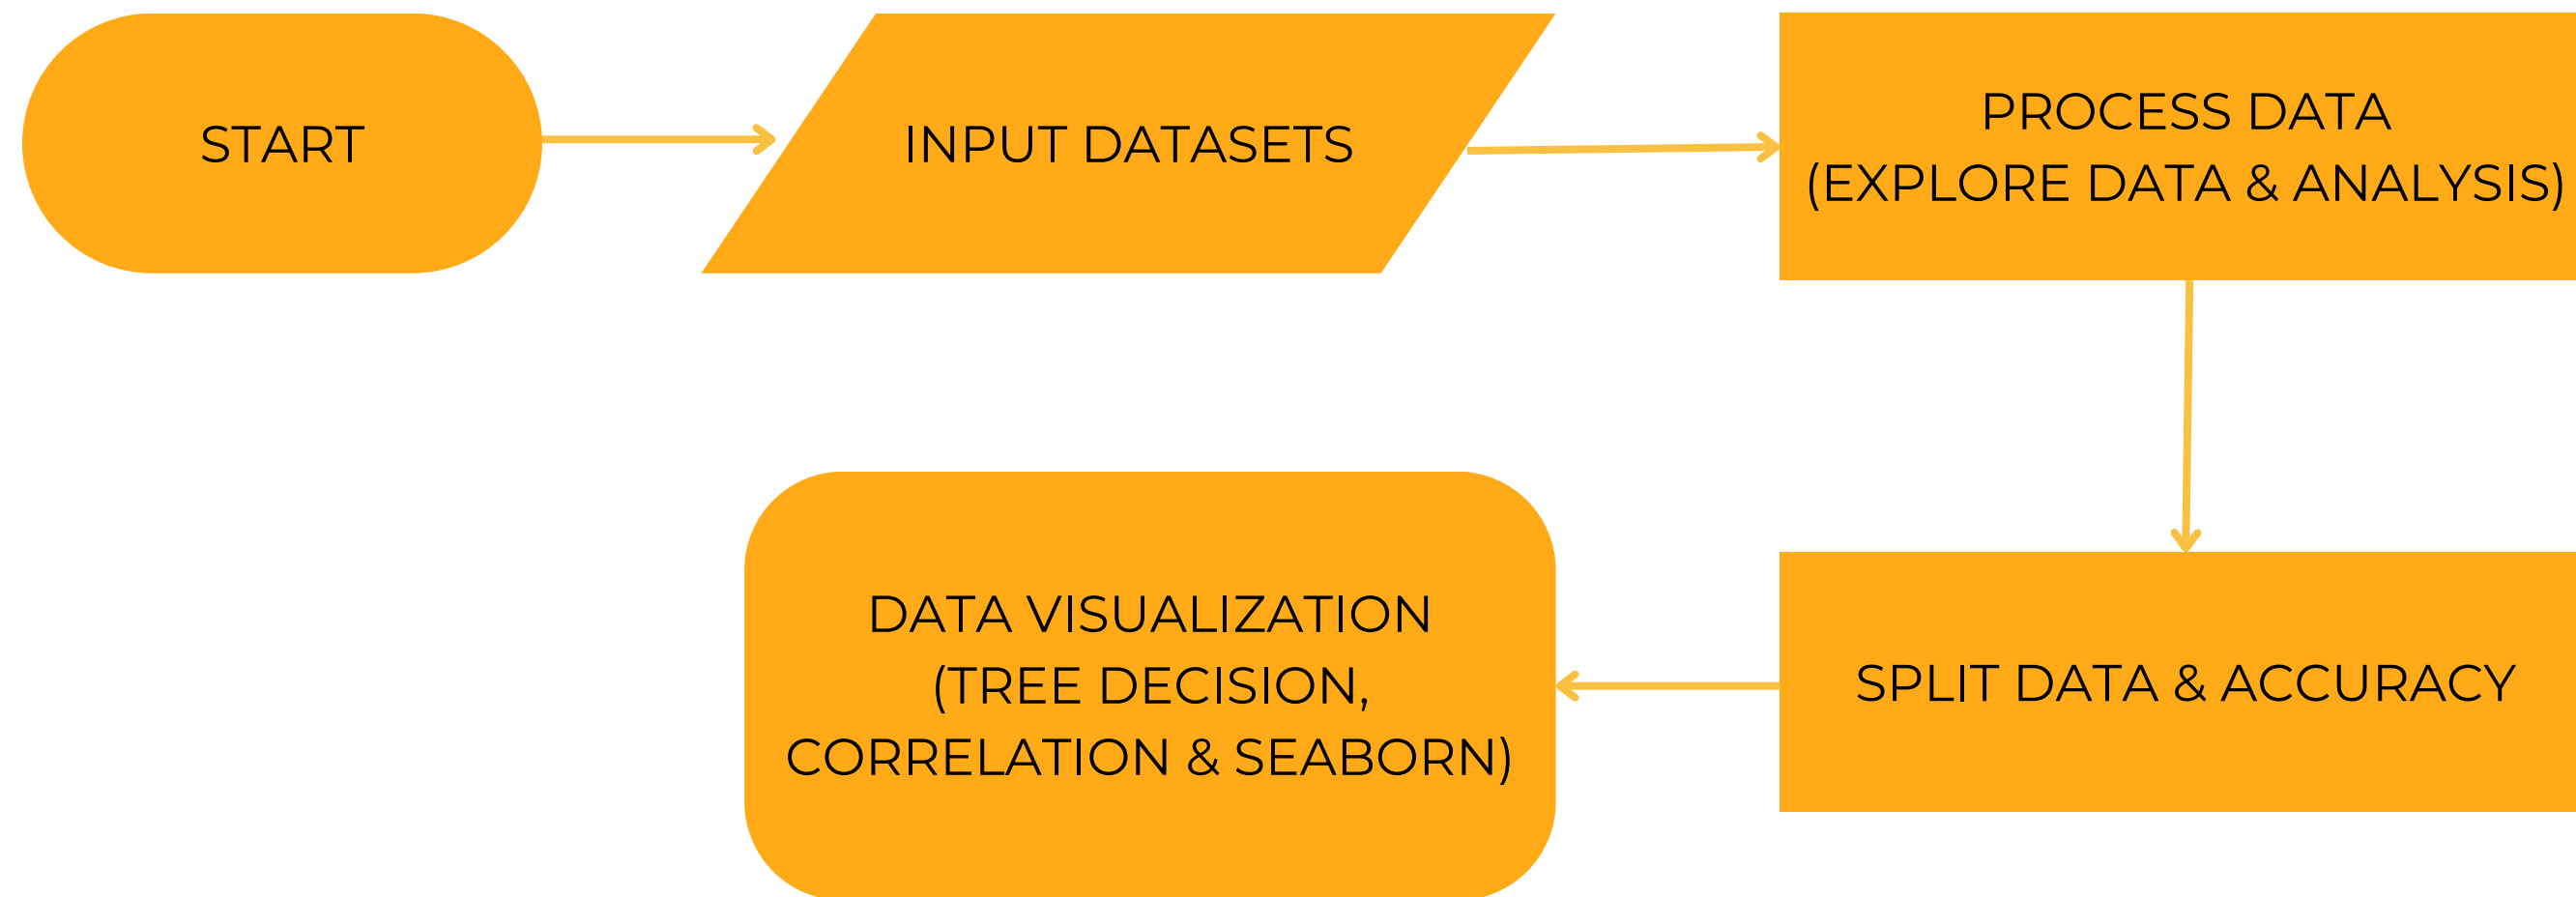 START
INPUT DATASETS
PROCESS DATA
(EXPLORE DATA & ANALYSIS)
SPLIT DATA & ACCURACY
DATA VISUALIZATION
(TREE DECISION,
CORRELATION & SEABORN)